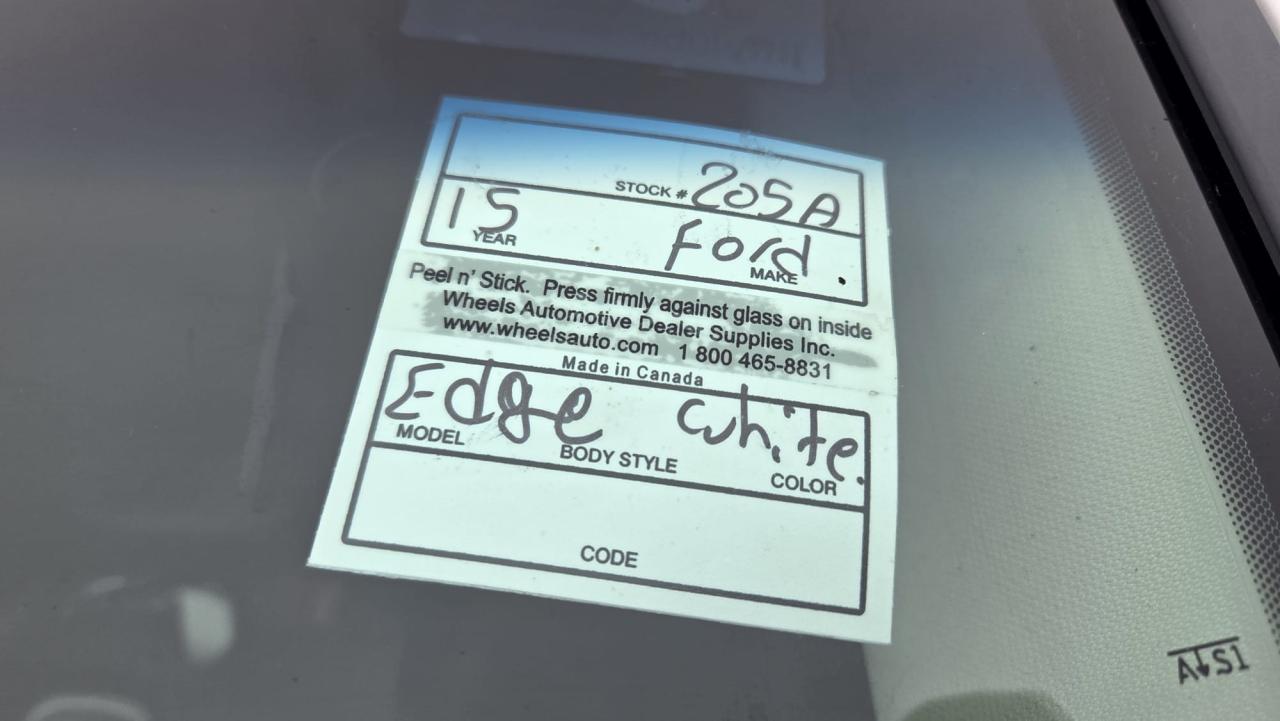 STOCK # 205A
15 Ford.
YEAR MAKE
Peel n' Stick. Press firmly against glass on inside
Wheels Automotive Dealer Supplies Inc.
www.wheelsauto.com 1 800 465-8831
Made in Canada
Edge white.
MODEL BODY STYLE COLOR
CODE
A↓S1